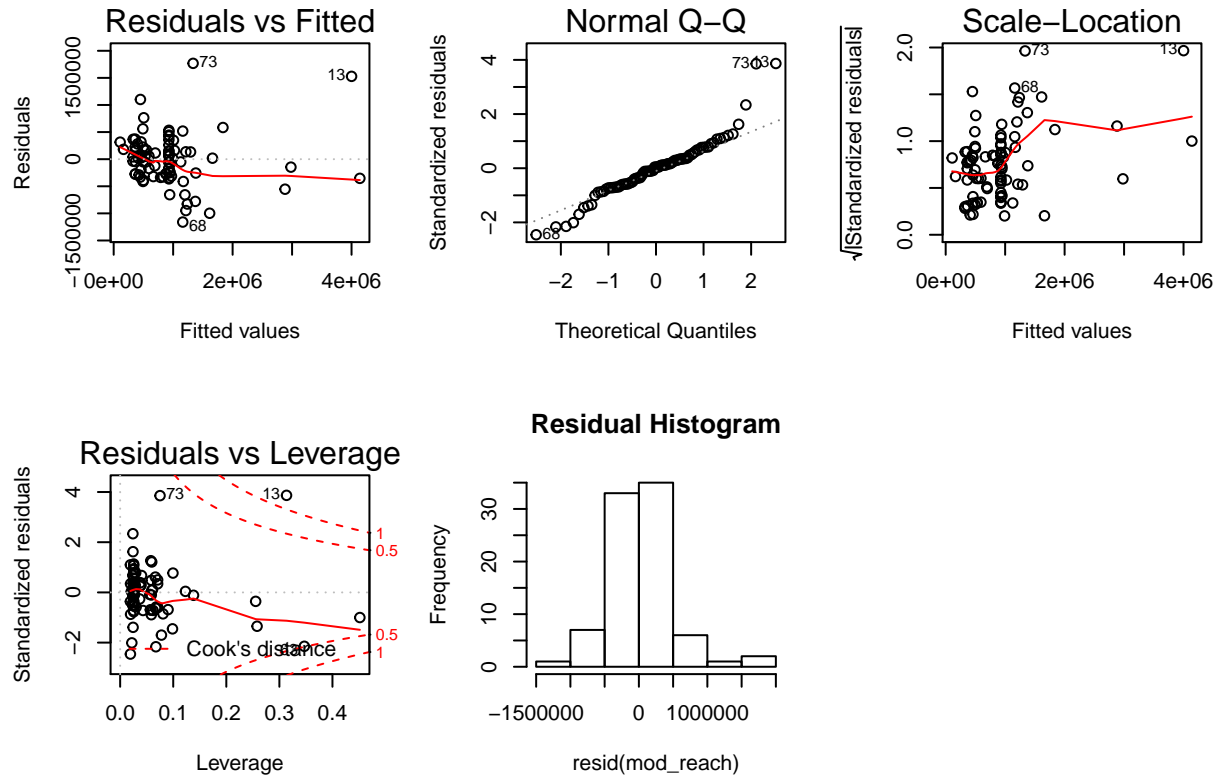 Residuals vs Fitted
Residuals
−1500000
0
1500000
0e+00
2e+06
4e+06
Fitted values
73
13
68
Normal Q−Q
Standardized residuals
−2
0
2
4
−2
−1
0
1
2
Theoretical Quantiles
73
13
68
Scale−Location
√|Standardized residuals|
0.0
1.0
2.0
0e+00
2e+06
4e+06
Fitted values
73
13
68
Residuals vs Leverage
Standardized residuals
−2
0
2
4
0.0
0.1
0.2
0.3
0.4
Leverage
73
13
1
0.5
0.5
1
Cook's distance
Residual Histogram
Frequency
0
10
30
−1500000
0
1000000
resid(mod_reach)